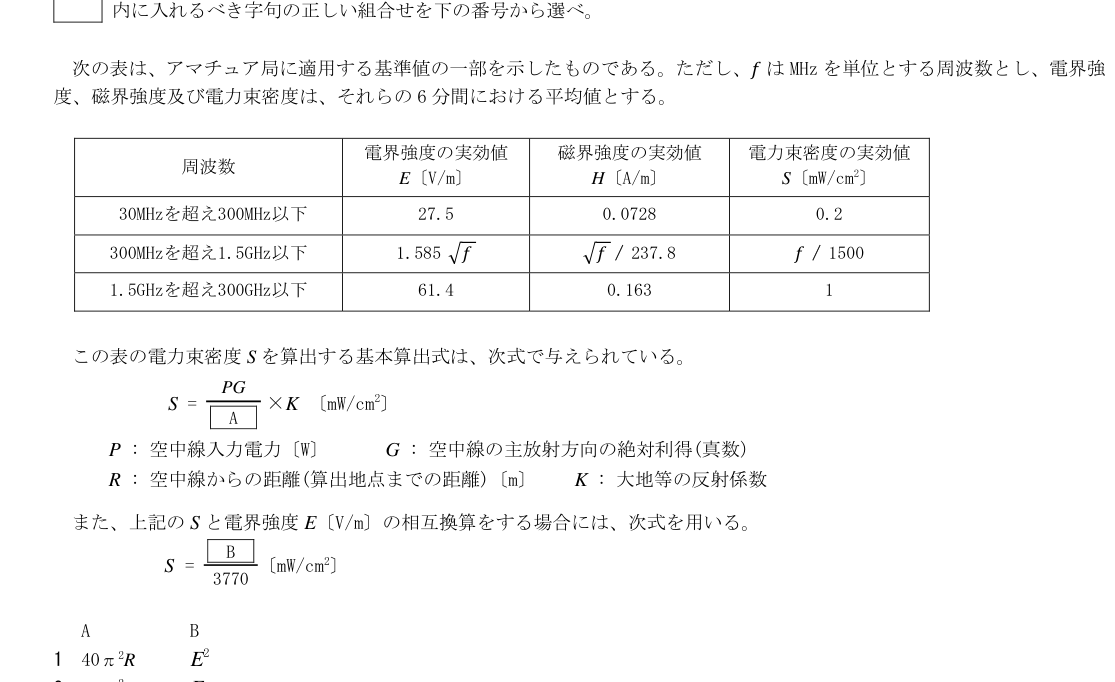 内に入れるべき字句の正しい組合せを下の番号から選べ。
次の表は、アマチュア局に適用する基準値の一部を示したものである。ただし、f は MHz を単位とする周波数とし、電界強
度、磁界強度及び電力束密度は、それらの 6 分間における平均値とする。
周波数 電界強度の実効値 E〔V/m〕 磁界強度の実効値 H〔A/m〕 電力束密度の実効値 S〔mW/cm²〕
30MHzを超え300MHz以下 27.5 0.0728 0.2
300MHzを超え1.5GHz以下 1.585 √f √f / 237.8 f / 1500
1.5GHzを超え300GHz以下 61.4 0.163 1
この表の電力束密度 S を算出する基本算出式は、次式で与えられている。
S = PG / A ×K 〔mW/cm²〕
P : 空中線入力電力〔W〕 G : 空中線の主放射方向の絶対利得(真数)
R : 空中線からの距離(算出地点までの距離)〔m〕 K : 大地等の反射係数
また、上記の S と電界強度 E〔V/m〕の相互換算をする場合には、次式を用いる。
S = B / 3770 〔mW/cm²〕
A B
1 40π²R E²